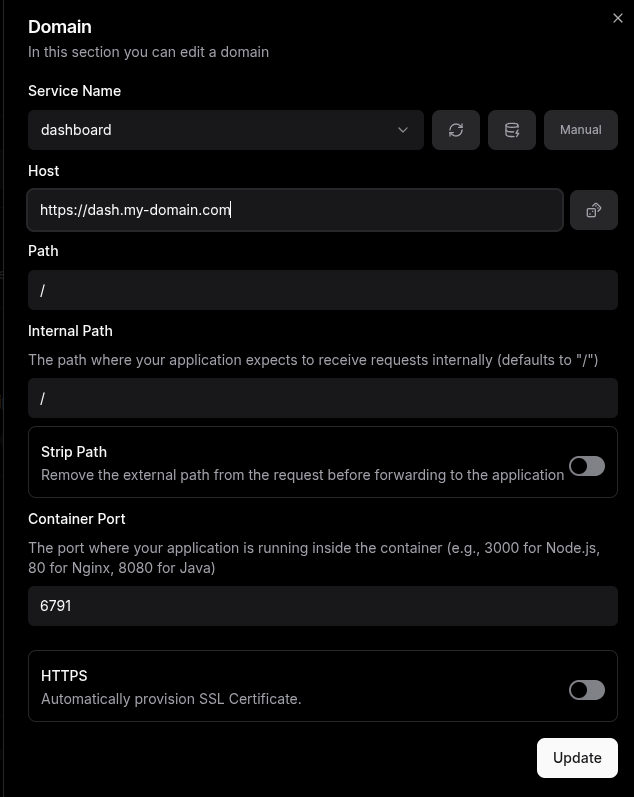 Domain
In this section you can edit a domain
Service Name
dashboard
Manual
Host
https://dash.my-domain.com
Path
/
Internal Path
The path where your application expects to receive requests internally (defaults to "/")
/
Strip Path
Remove the external path from the request before forwarding to the application
Container Port
The port where your application is running inside the container (e.g., 3000 for Node.js,
80 for Nginx, 8080 for Java)
6791
HTTPS
Automatically provision SSL Certificate.
Update